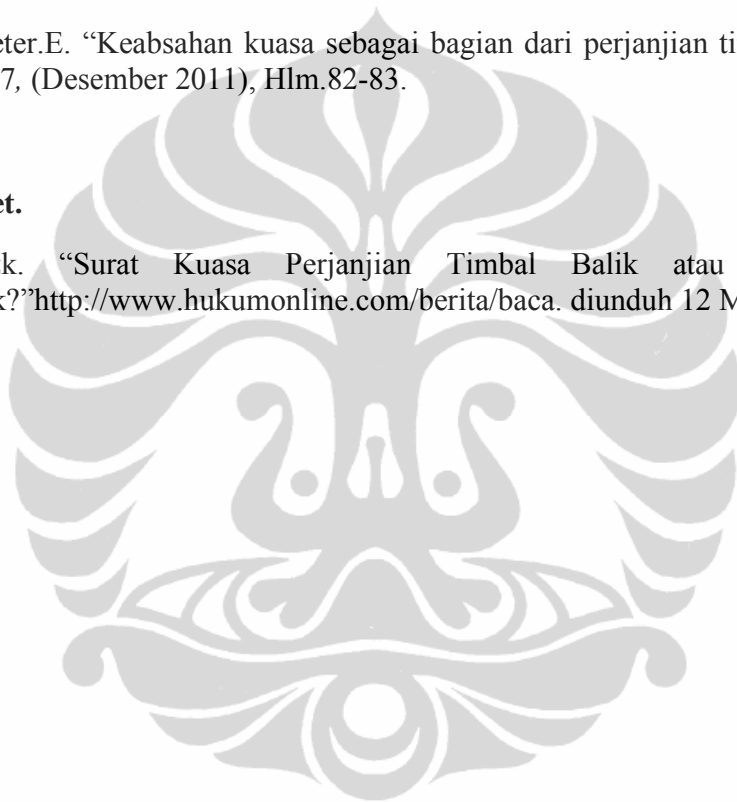 eter.E. “Keabsahan kuasa sebagai bagian dari perjanjian ti
7, (Desember 2011), Hlm.82-83.
et.
k. “Surat Kuasa Perjanjian Timbal Balik atau
k?”http://www.hukumonline.com/berita/baca. diunduh 12 M